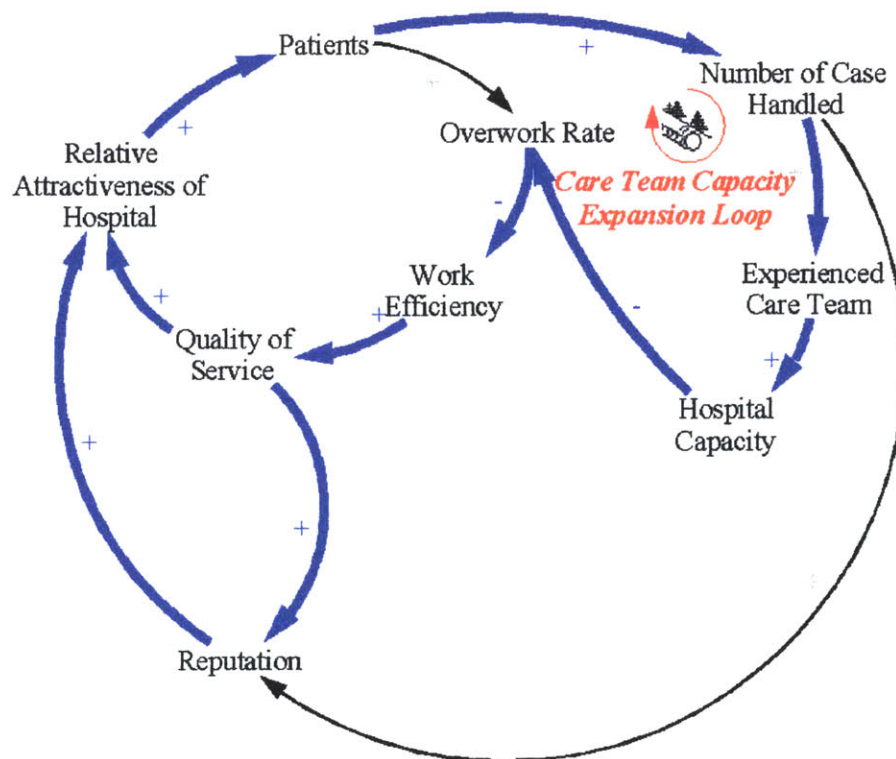 Patients
+
Number of Case
Handled
Overwork Rate
+
Relative
Attractiveness of
Hospital
Care Team Capacity
Expansion Loop
-
Work
Efficiency
Experienced
Care Team
+
-
+
Quality of
Service
+
Hospital
Capacity
+
+
Reputation